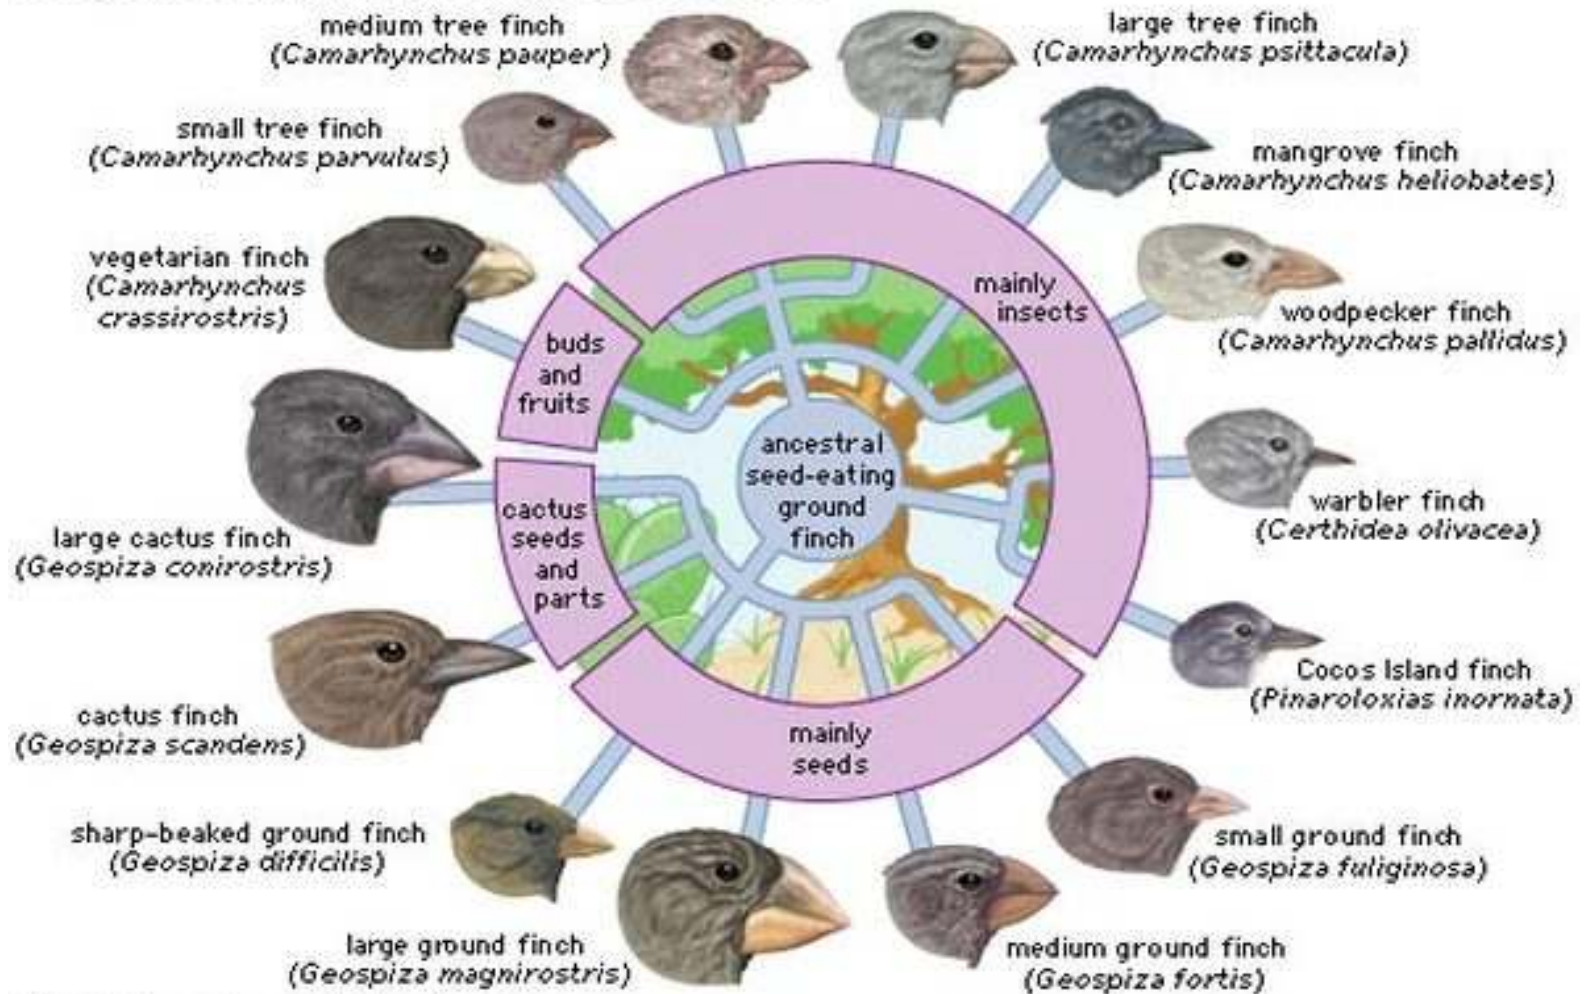 medium tree finch
(Camarhynchus pauper)
large tree finch
(Camarhynchus psittacula)
small tree finch
(Camarhynchus parvulus)
mangrove finch
(Camarhynchus heliobates)
vegetarian finch
(Camarhynchus
crassirostris)
woodpecker finch
(Camarhynchus pallidus)
mainly
insects
buds
and
fruits
ancestral
seed-eating
ground
finch
large cactus finch
(Geospiza conirostris)
cactus
seeds
and
parts
warbler finch
(Certhidea olivacea)
cactus finch
(Geospiza scandens)
Cocos Island finch
(Pinaroloxias inornata)
mainly
seeds
sharp-beaked ground finch
(Geospiza difficilis)
small ground finch
(Geospiza fuliginosa)
large ground finch
(Geospiza magnirostris)
medium ground finch
(Geospiza fortis)